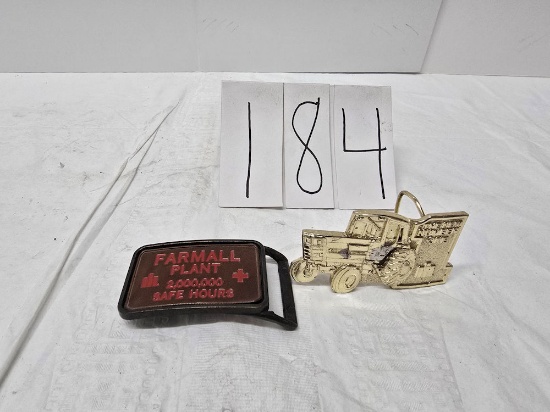 184
FARMALL
PLANT
2,000,000
SAFE HOURS